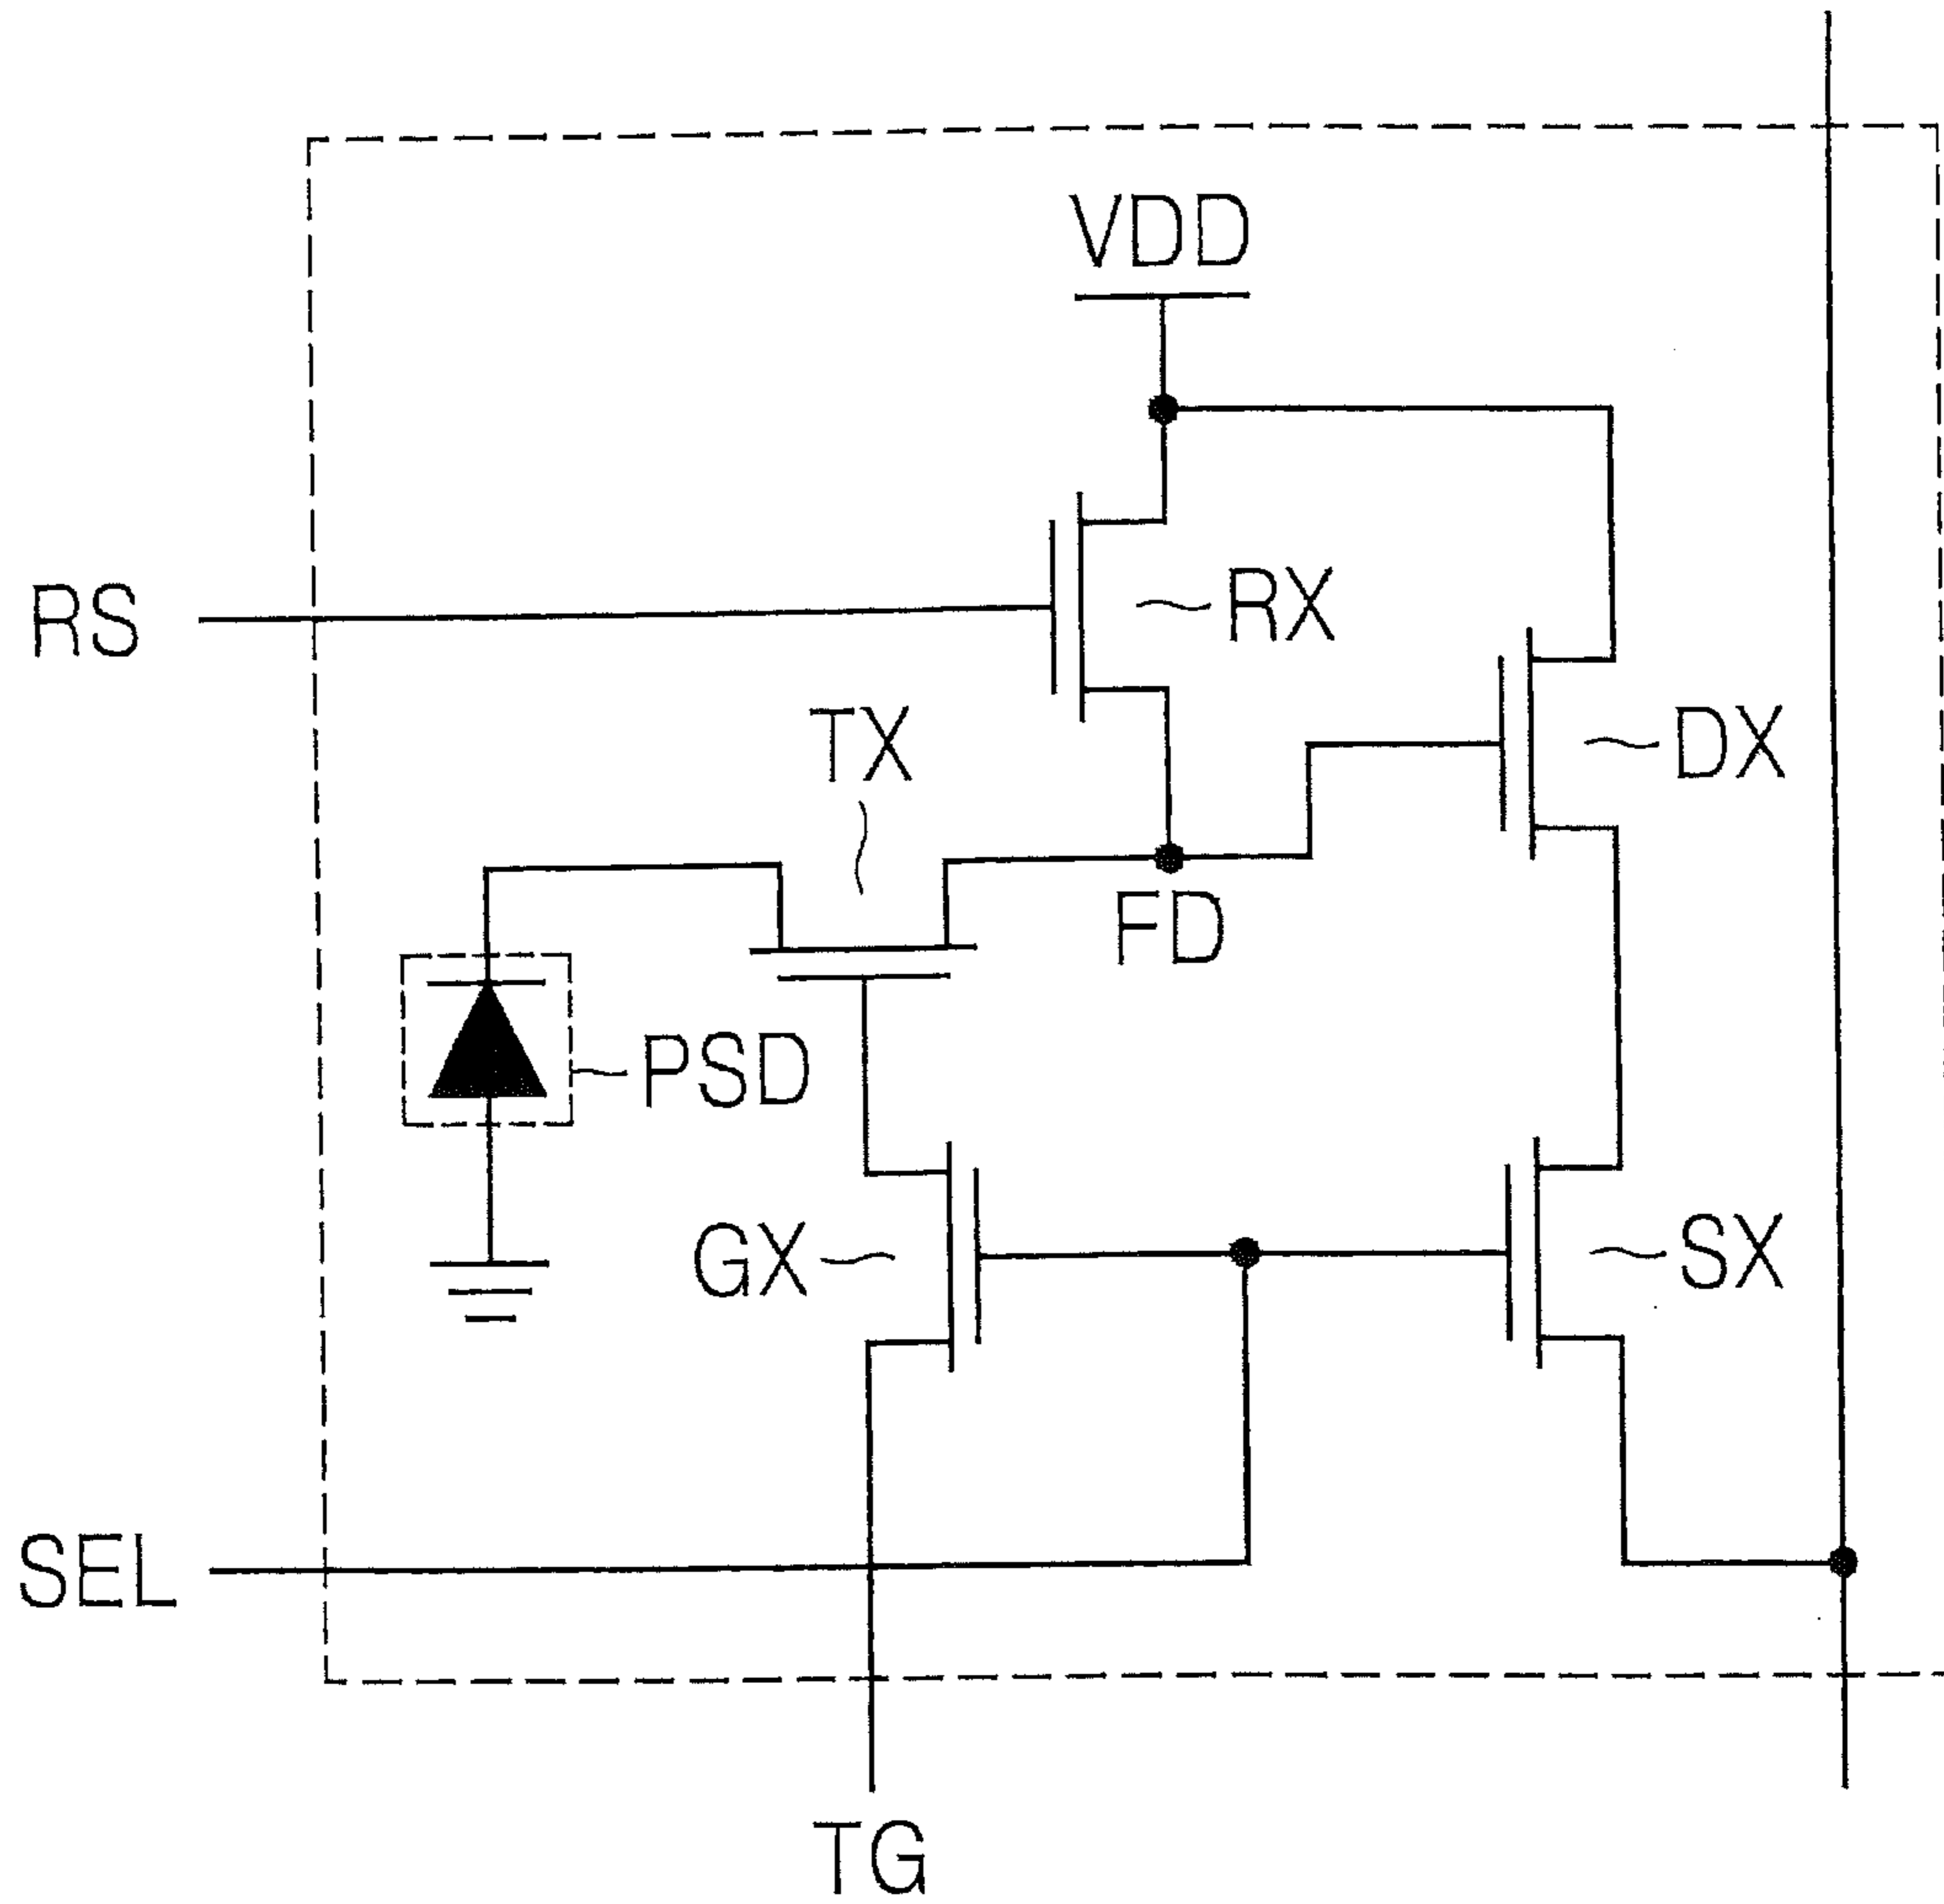 VDD
RS
RX
TX
DX
FD
PSD
GX
SX
SEL
TG